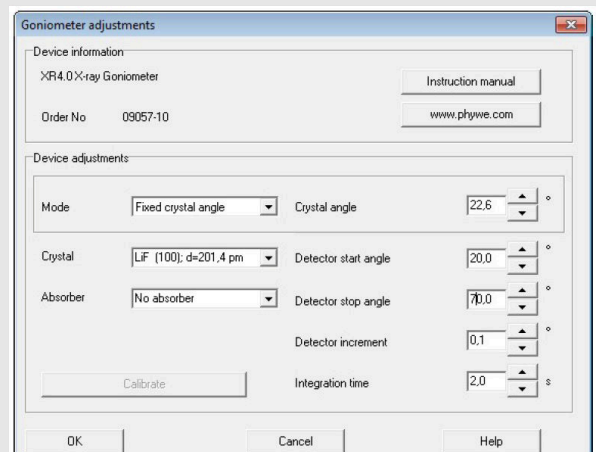 Goniometer adjustments
Device information
XR4.0 X-ray Goniometer
Instruction manual
Order No 09057-10
www.phywe.com
Device adjustments
Mode Fixed crystal angle Crystal angle 22,6 °
Crystal LiF (100); d=201,4 pm Detector start angle 20,0 °
Absorber No absorber Detector stop angle 70,0 °
Detector increment 0,1 °
Calibrate Integration time 2,0 s
OK Cancel Help